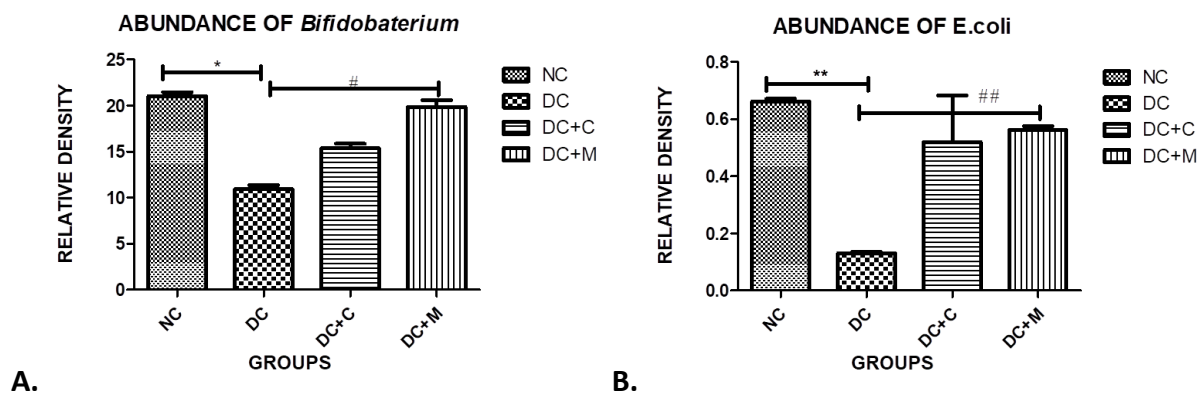 ABUNDANCE OF Bifidobaterium
RELATIVE DENSITY
25
20
15
10
5
0
*
#
NC
DC
DC+C
DC+M
GROUPS
NC
DC
DC+C
DC+M
A.
ABUNDANCE OF E.coli
RELATIVE DENSITY
0.8
0.6
0.4
0.2
0.0
**
##
NC
DC
DC+C
DC+M
GROUPS
NC
DC
DC+C
DC+M
B.